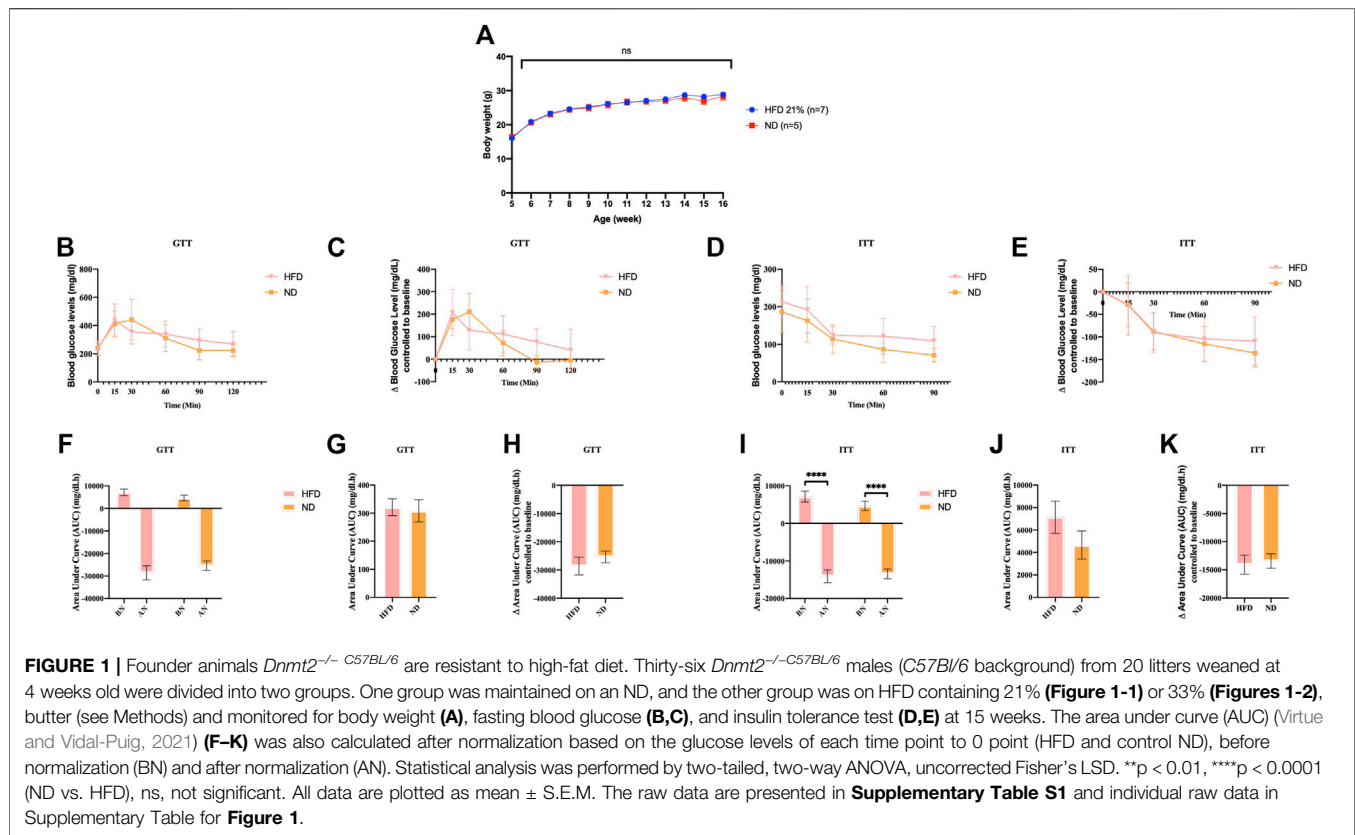 A
ns
Body weight (g)
40
30
20
10
0
5 6 7 8 9 10 11 12 13 14 15 16
Age (week)
HFD 21% (n=7)
ND (n=5)
B
GTT
Blood glucose levels (mg/dl)
800
600
400
200
0
0 15 30 60 90 120
Time (Min)
HFD
ND
C
GTT
Δ Blood Glucose Level (mg/dL)
controlled to baseline
400
300
200
100
0
-100
0 15 30 60 90 120
Time (Min)
HFD
ND
D
ITT
Blood glucose levels (mg/dl)
300
200
100
0
0 15 30 60 90
Time (Min)
HFD
ND
E
ITT
Δ Blood Glucose Level (mg/dL)
controlled to baseline
50
0
-50
-100
-150
-200
0 15 30 60 90
Time (Min)
HFD
ND
F
GTT
Area Under Curve (AUC) (mg/dl.h)
10000
0
-10000
-20000
-30000
-40000
BN AN BN AN
HFD
ND
G
GTT
Area Under Curve (AUC) (mg/dl.h)
400
300
200
100
0
HFD ND
H
GTT
Δ Area Under Curve (AUC) (mg/dl.h)
controlled to baseline
0
-10000
-20000
-30000
-40000
HFD ND
I
ITT
Area Under Curve (AUC) (mg/dl.h)
10000
0
-10000
-20000
**** ****
BN AN BN AN
HFD
ND
J
ITT
Area Under Curve (AUC) (mg/dl.h)
10000
8000
6000
4000
2000
0
HFD ND
K
ITT
Δ Area Under Curve (AUC) (mg/dl.h)
controlled to baseline
0
-5000
-10000
-15000
-20000
HFD ND
FIGURE 1 | Founder animals Dnmt2−/− C57BL/6 are resistant to high-fat diet. Thirty-six Dnmt2−/−C57BL/6 males (C57Bl/6 background) from 20 litters weaned at
4 weeks old were divided into two groups. One group was maintained on an ND, and the other group was on HFD containing 21% (Figure 1-1) or 33% (Figures 1-2),
butter (see Methods) and monitored for body weight (A), fasting blood glucose (B,C), and insulin tolerance test (D,E) at 15 weeks. The area under curve (AUC) (Virtue
and Vidal-Puig, 2021) (F–K) was also calculated after normalization based on the glucose levels of each time point to 0 point (HFD and control ND), before
normalization (BN) and after normalization (AN). Statistical analysis was performed by two-tailed, two-way ANOVA, uncorrected Fisher's LSD. **p < 0.01, ****p < 0.0001
(ND vs. HFD), ns, not significant. All data are plotted as mean ± S.E.M. The raw data are presented in Supplementary Table S1 and individual raw data in
Supplementary Table for Figure 1.